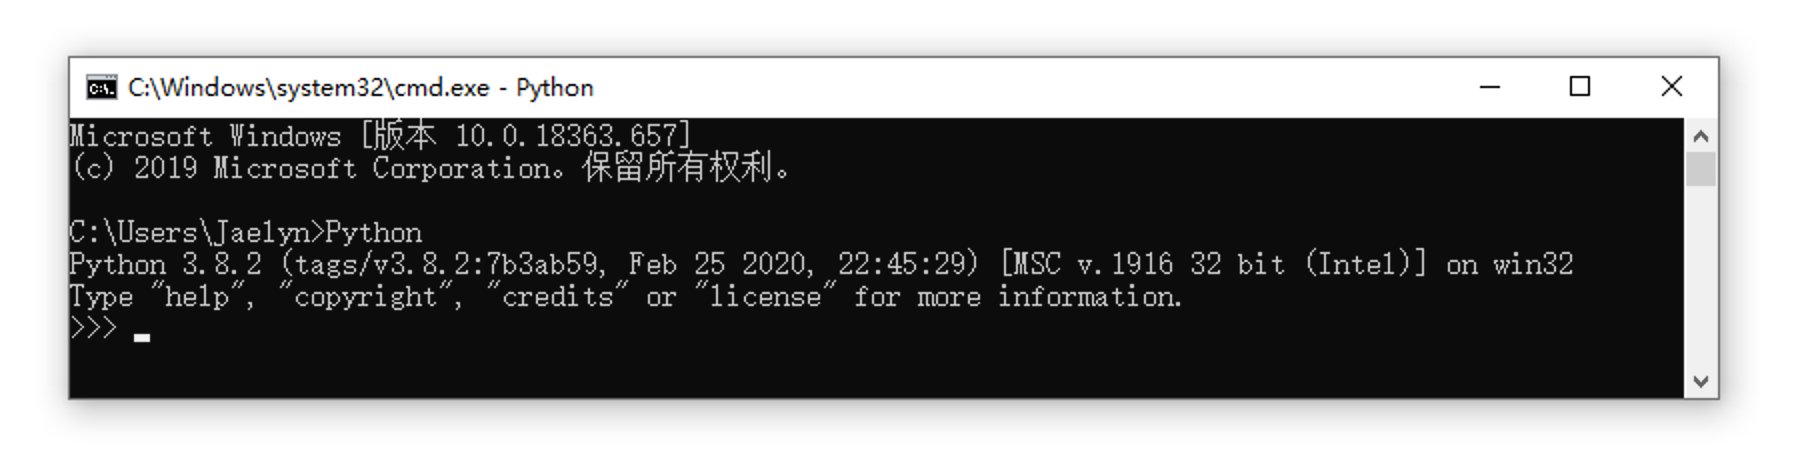 C:\Windows\system32\cmd.exe - Python
Microsoft Windows [版本 10.0.18363.657]
(c) 2019 Microsoft Corporation。保留所有权利。
C:\Users\Jaelyn>Python
Python 3.8.2 (tags/v3.8.2:7b3ab59, Feb 25 2020, 22:45:29) [MSC v.1916 32 bit (Intel)] on win32
Type "help", "copyright", "credits" or "license" for more information.
>>>